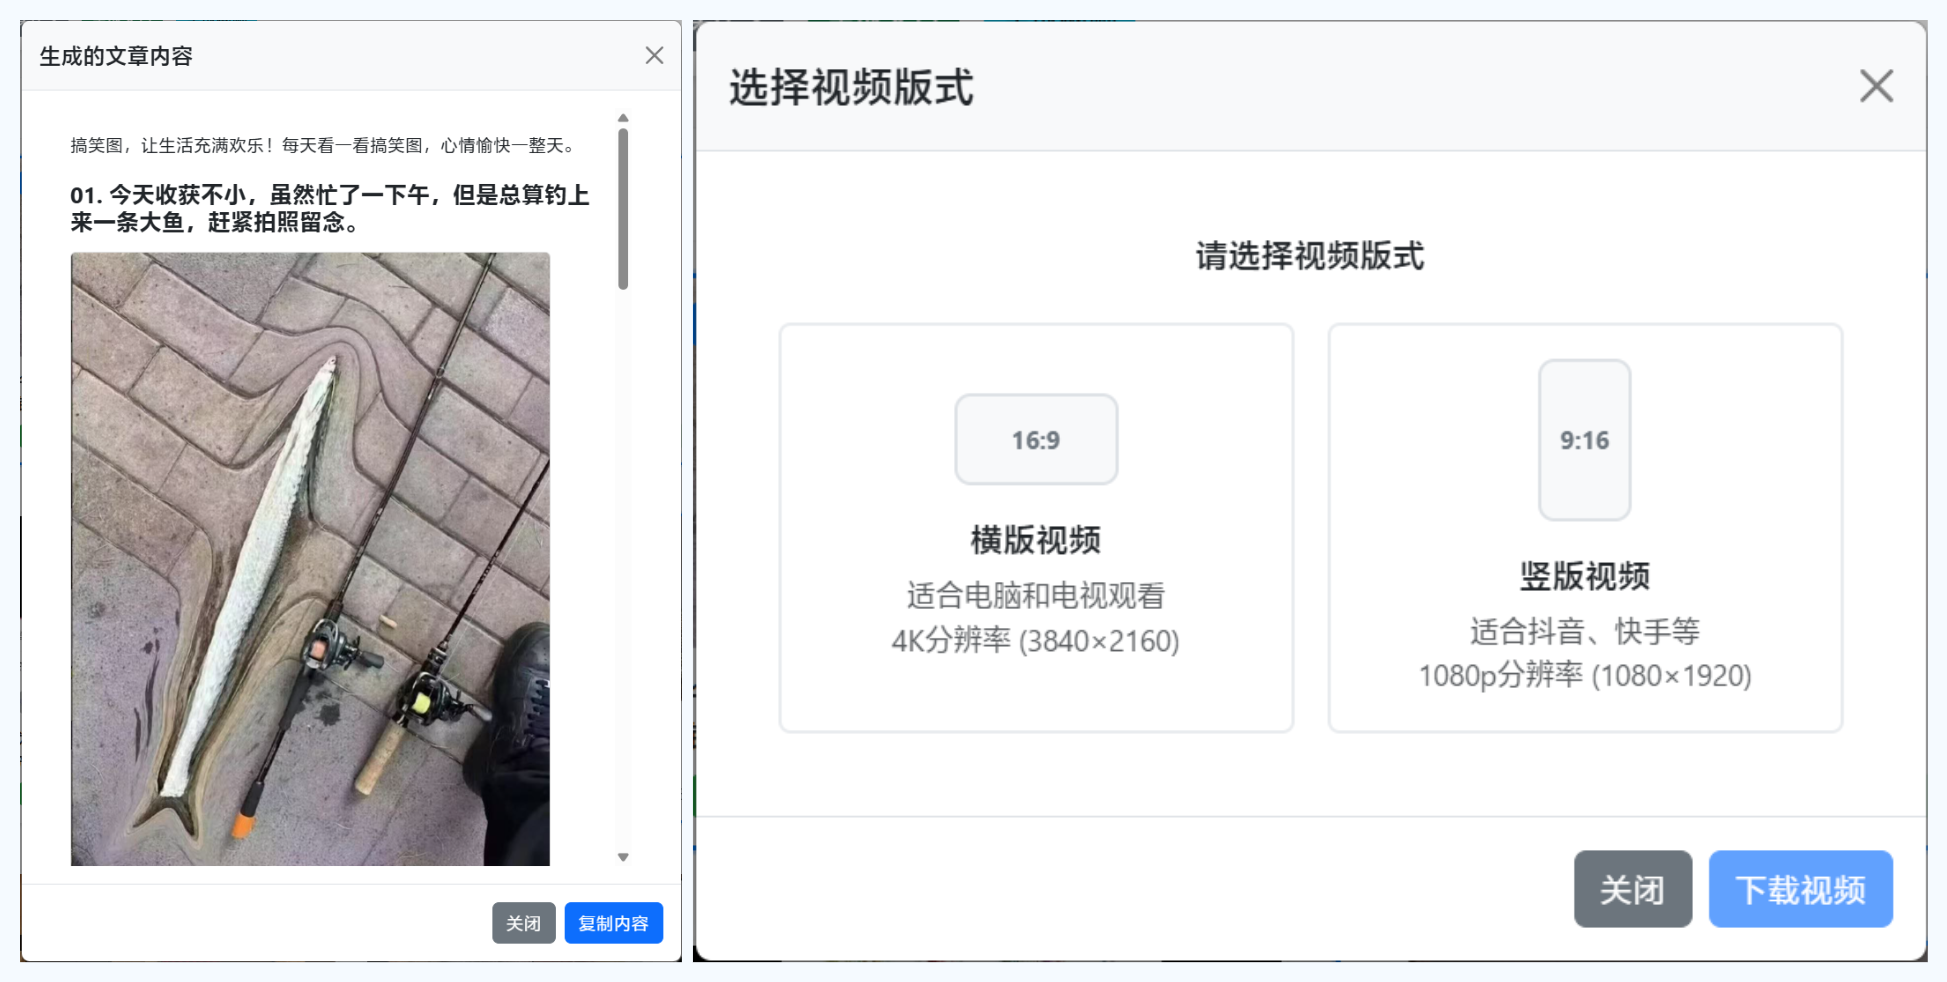 生成的文章内容
搞笑图，让生活充满欢乐！每天看一看搞笑图，心情愉快一整天。
01. 今天收获不小，虽然忙了一下午，但是总算钓上
来一条大鱼，赶紧拍照留念。
关闭
复制内容
选择视频版式
请选择视频版式
16:9
横版视频
适合电脑和电视观看
4K分辨率 (3840×2160)
9:16
竖版视频
适合抖音、快手等
1080p分辨率 (1080×1920)
关闭
下载视频